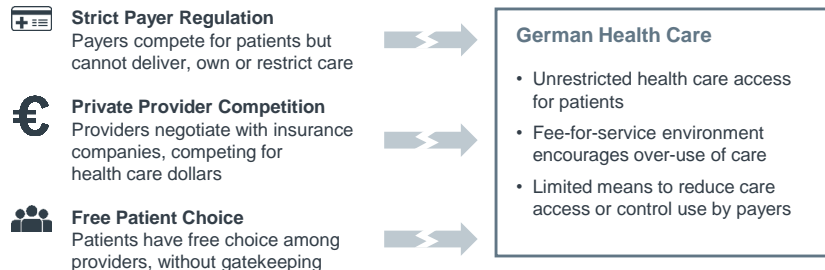 Strict Payer Regulation
Payers compete for patients but
cannot deliver, own or restrict care
€
Private Provider Competition
Providers negotiate with insurance
companies, competing for
health care dollars
Free Patient Choice
Patients have free choice among
providers, without gatekeeping
German Health Care
• Unrestricted health care access
for patients
• Fee-for-service environment
encourages over-use of care
• Limited means to reduce care
access or control use by payers